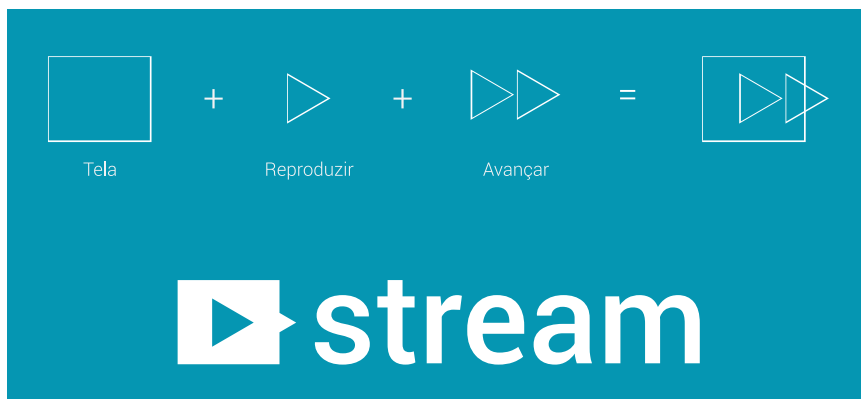 + + =
Tela Reproduzir Avançar
stream